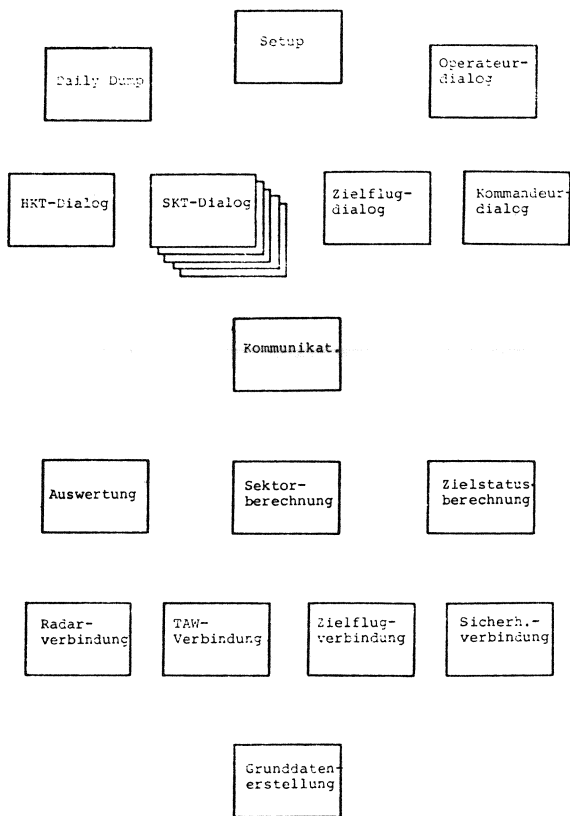 Setup
Daily Dump
Operateur-
dialog
HKT-Dialog
SKT-Dialog
Zielflug-
dialog
Kommandeur-
dialog
Kommunikat.
Auswertung
Sektor-
berechnung
Zielstatus-
berechnung
Radar-
verbindung
TAW-
Verbindung
Zielflug-
verbindung
Sicherh.-
verbindung
Grunddaten-
erstellung